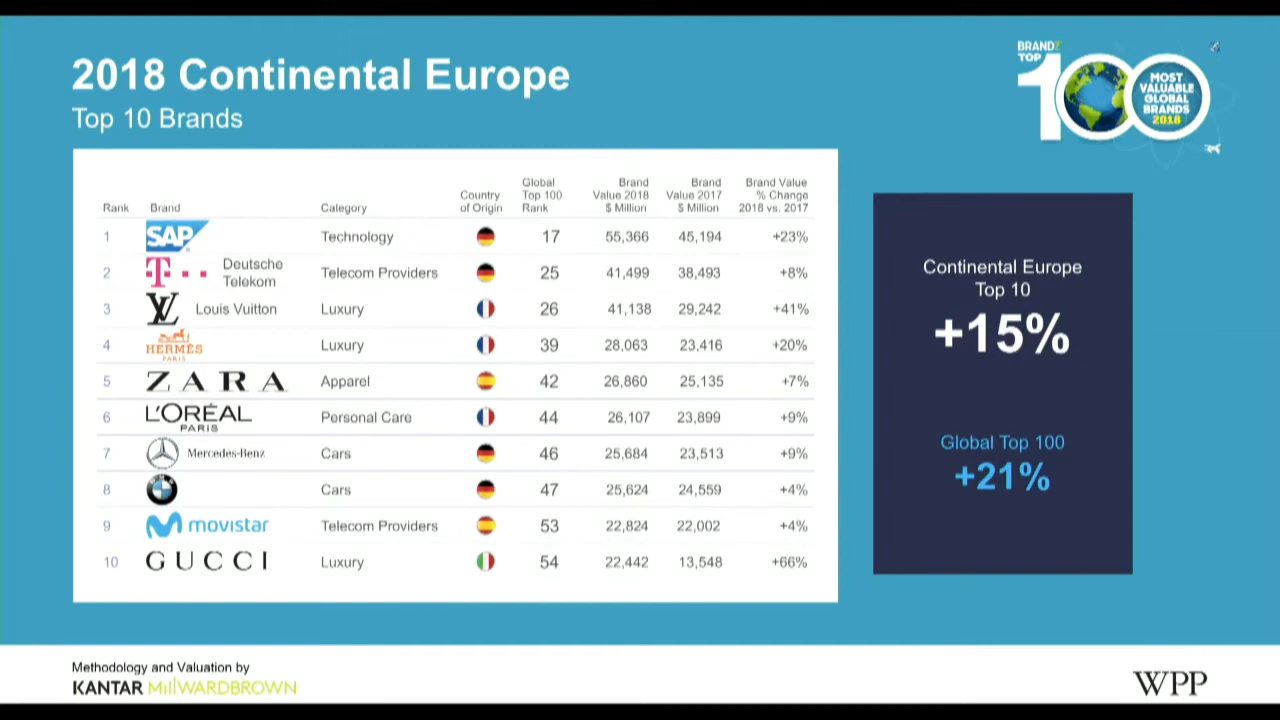 2018 Continental Europe
Top 10 Brands
BRANDZ
TOP
100
MOST
VALUABLE
GLOBAL
BRANDS
2018
Rank Brand Category Country of Origin Global Top 100 Rank Brand Value 2018 $ Million Brand Value 2017 $ Million Brand Value % Change 2018 vs. 2017
1 SAP Technology 17 55,366 45,194 +23%
2 T Deutsche Telekom Telecom Providers 25 41,499 38,493 +8%
3 LV Louis Vuitton Luxury 26 41,138 29,242 +41%
4 HERMÈS PARIS Luxury 39 28,063 23,416 +20%
5 ZARA Apparel 42 26,860 25,135 +7%
6 L'ORÉAL PARIS Personal Care 44 26,107 23,899 +9%
7 Mercedes-Benz Cars 46 25,684 23,513 +9%
8 BMW Cars 47 25,624 24,559 +4%
9 movistar Telecom Providers 53 22,824 22,002 +4%
10 GUCCI Luxury 54 22,442 13,548 +66%
Continental Europe
Top 10
+15%
Global Top 100
+21%
Methodology and Valuation by
KANTAR MillWARDBROWN
WPP